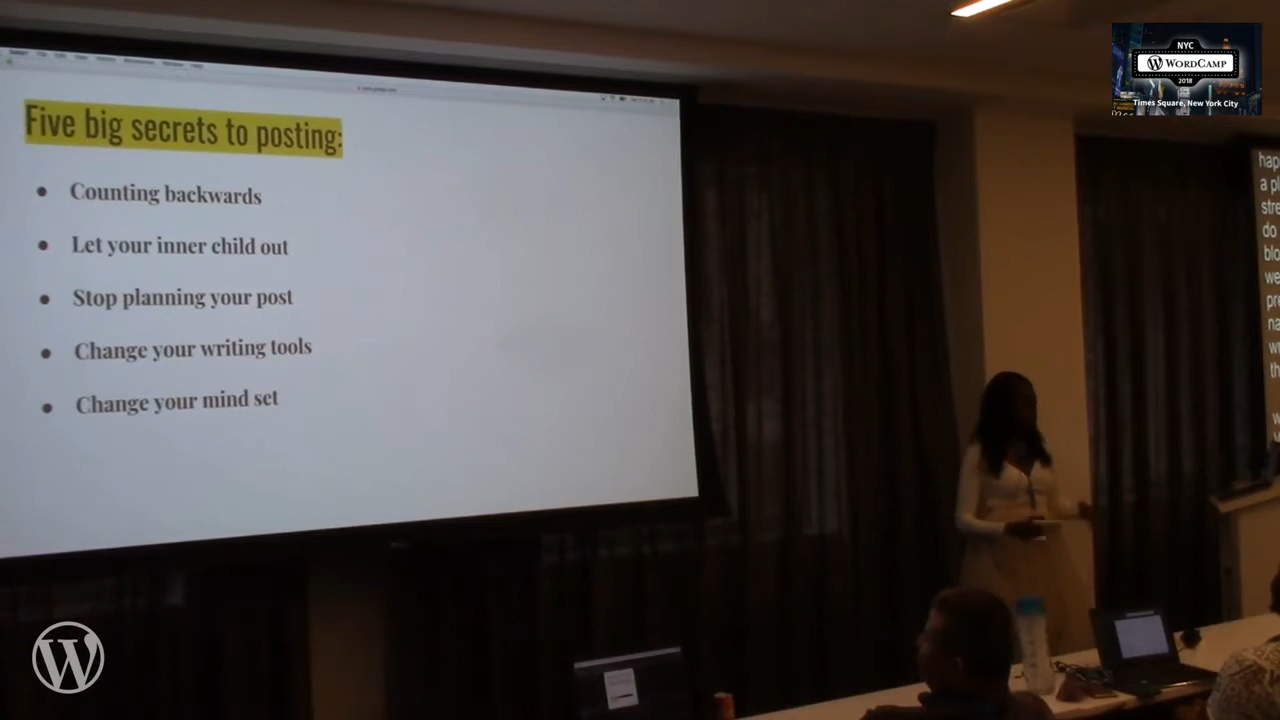 NYC
WORDCAMP
2018
Times Square, New York City
Five big secrets to posting:
Counting backwards
Let your inner child out
Stop planning your post
Change your writing tools
Change your mind set
do